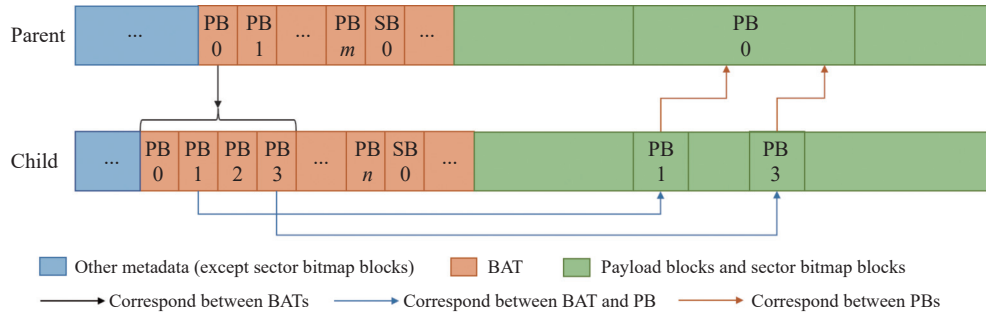 Parent
... PB 0 PB 1 ... PB m SB 0 ... PB 0
Child
... PB 0 PB 1 PB 2 PB 3 ... PB n SB 0 ... PB 1 PB 3
Other metadata (except sector bitmap blocks) BAT Payload blocks and sector bitmap blocks
Correspond between BATs Correspond between BAT and PB Correspond between PBs